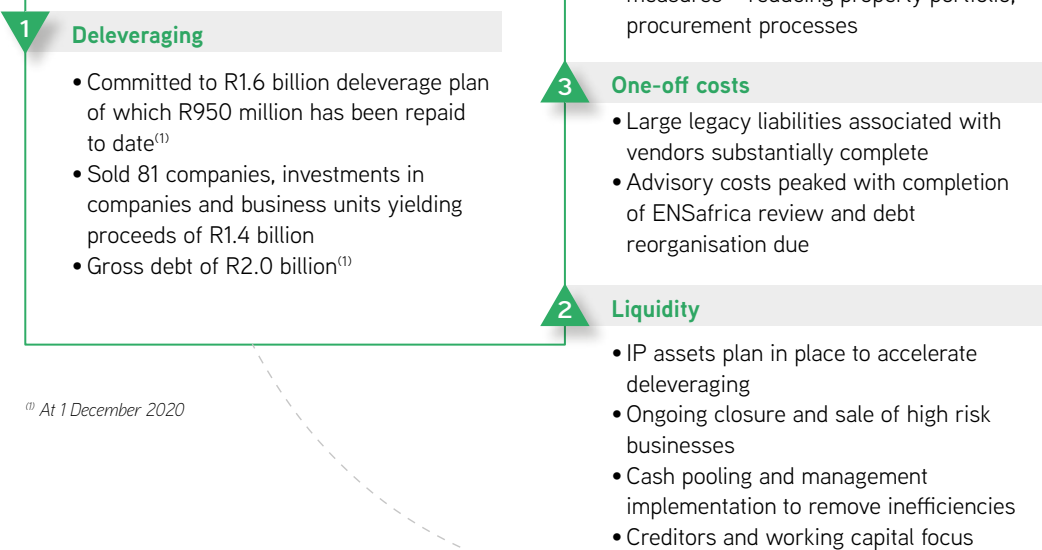 1
Deleveraging
• Committed to R1.6 billion deleverage plan
of which R950 million has been repaid
to date(1)
• Sold 81 companies, investments in
companies and business units yielding
proceeds of R1.4 billion
• Gross debt of R2.0 billion(1)
(1) At 1 December 2020
measures – reducing property portfolio,
procurement processes
3
One-off costs
• Large legacy liabilities associated with
vendors substantially complete
• Advisory costs peaked with completion
of ENSafrica review and debt
reorganisation due
2
Liquidity
• IP assets plan in place to accelerate
deleveraging
• Ongoing closure and sale of high risk
businesses
• Cash pooling and management
implementation to remove inefficiencies
• Creditors and working capital focus